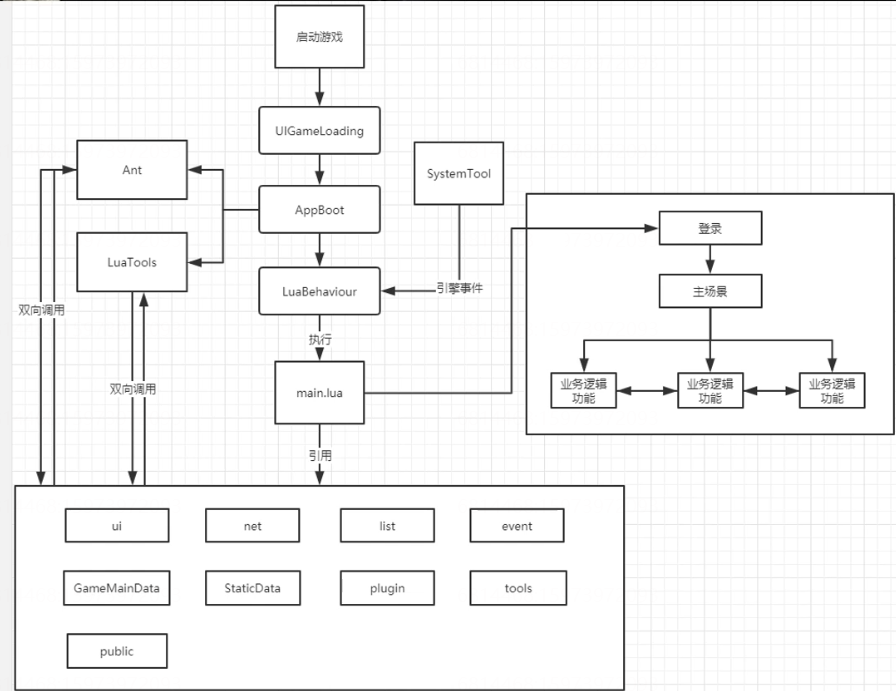 启动游戏
UIGameLoading
Ant
SystemTool
AppBoot
登录
LuaTools
LuaBehaviour
引擎事件
主场景
双向调用
执行
双向调用
main.lua
业务逻辑
功能
业务逻辑
功能
业务逻辑
功能
引用
ui
net
list
event
GameMainData
StaticData
plugin
tools
public